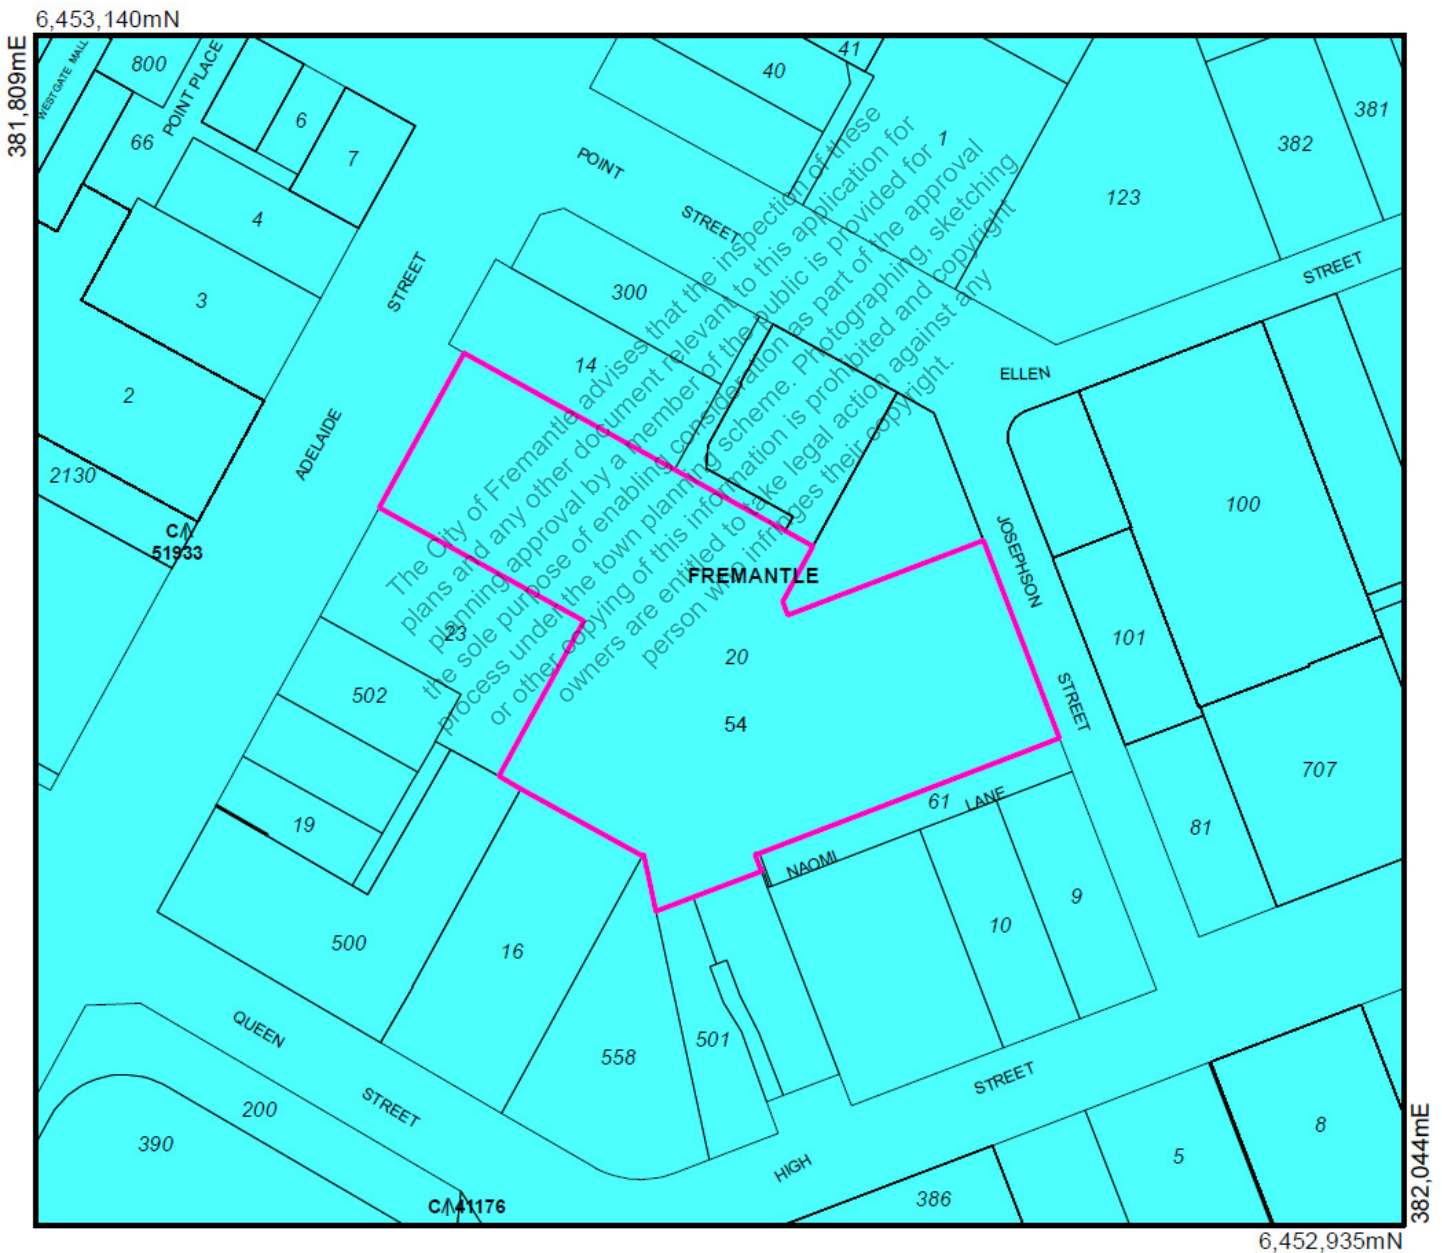 6,453,140mN
381,809mE
WESTGATE MALL
800
POINT PLACE
66
6
7
4
3
2
2130
C/\
51933
40
41
1
123
382
381
POINT
STREET
STREET
STREET
ADELAIDE
300
14
ELLEN
The City of Fremantle advises that the inspection of these
plans and any other document relevant to this application for
planning approval by a member of the public is provided for
the sole purpose of enabling consideration as part of the approval
process under the town planning scheme. Photographing, sketching
or other copying of this information is prohibited and copyright
owners are entitled to take legal action against any
person who infringes their copyright.
FREMANTLE
JOSEPHSON
STREET
100
101
23
20
54
502
19
61
LANE
NAOMI
81
707
500
16
10
9
558
501
QUEEN
STREET
200
390
C/\41176
HIGH
STREET
386
5
8
382,044mE
6,452,935mN